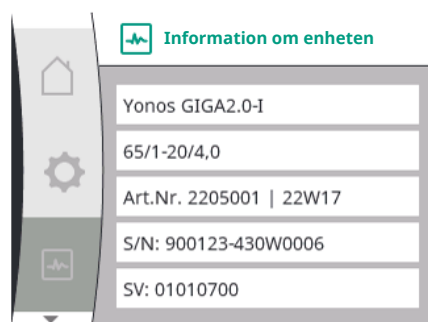 Information om enheten
Yonos GIGA2.0-I
65/1-20/4,0
Art.Nr. 2205001 | 22W17
S/N: 900123-430W0006
SV: 01010700